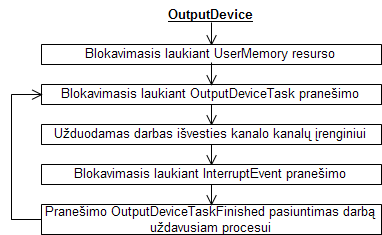 OutputDevice
Blokavimasis laukiant UserMemory resurso
Blokavimasis laukiant OutputDeviceTask pranešimo
Užduodamas darbas išvesties kanalo kanalų įrenginiui
Blokavimasis laukiant InterruptEvent pranešimo
Pranešimo OutputDeviceTaskFinished pasiuntimas darbą
uždavusiam procesui